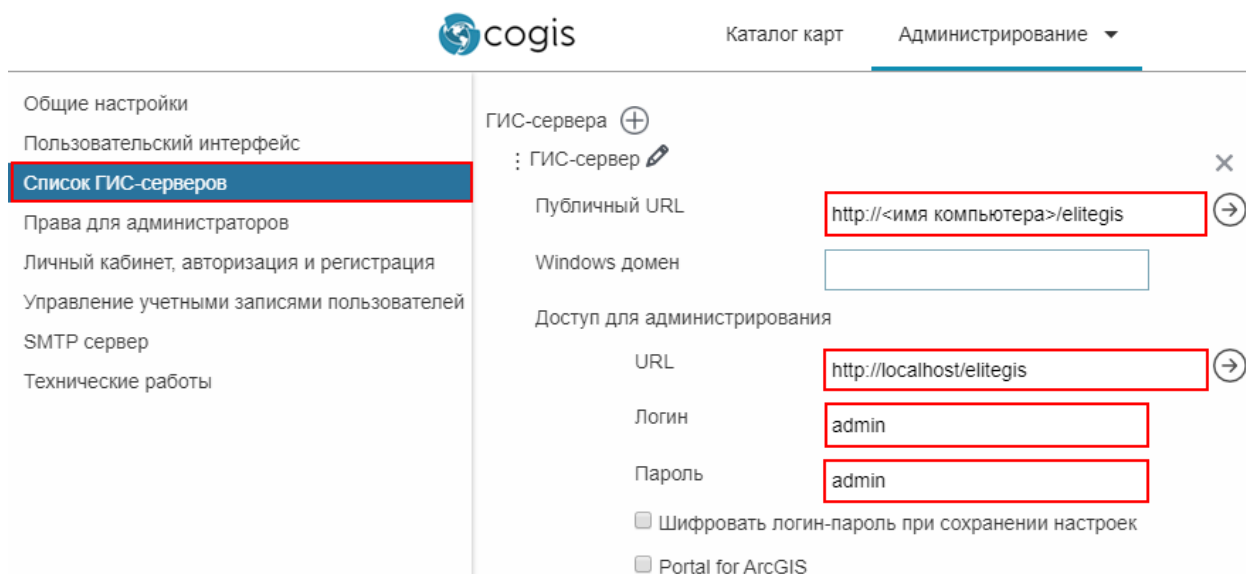 cogis
Каталог карт
Администрирование
Общие настройки
Пользовательский интерфейс
Список ГИС-серверов
Права для администраторов
Личный кабинет, авторизация и регистрация
Управление учетными записями пользователей
SMTP сервер
Технические работы
ГИС-сервера
ГИС-сервер
Публичный URL
http://<имя компьютера>/elitegis
Windows домен
Доступ для администрирования
URL
http://localhost/elitegis
Логин
admin
Пароль
admin
Шифровать логин-пароль при сохранении настроек
Portal for ArcGIS